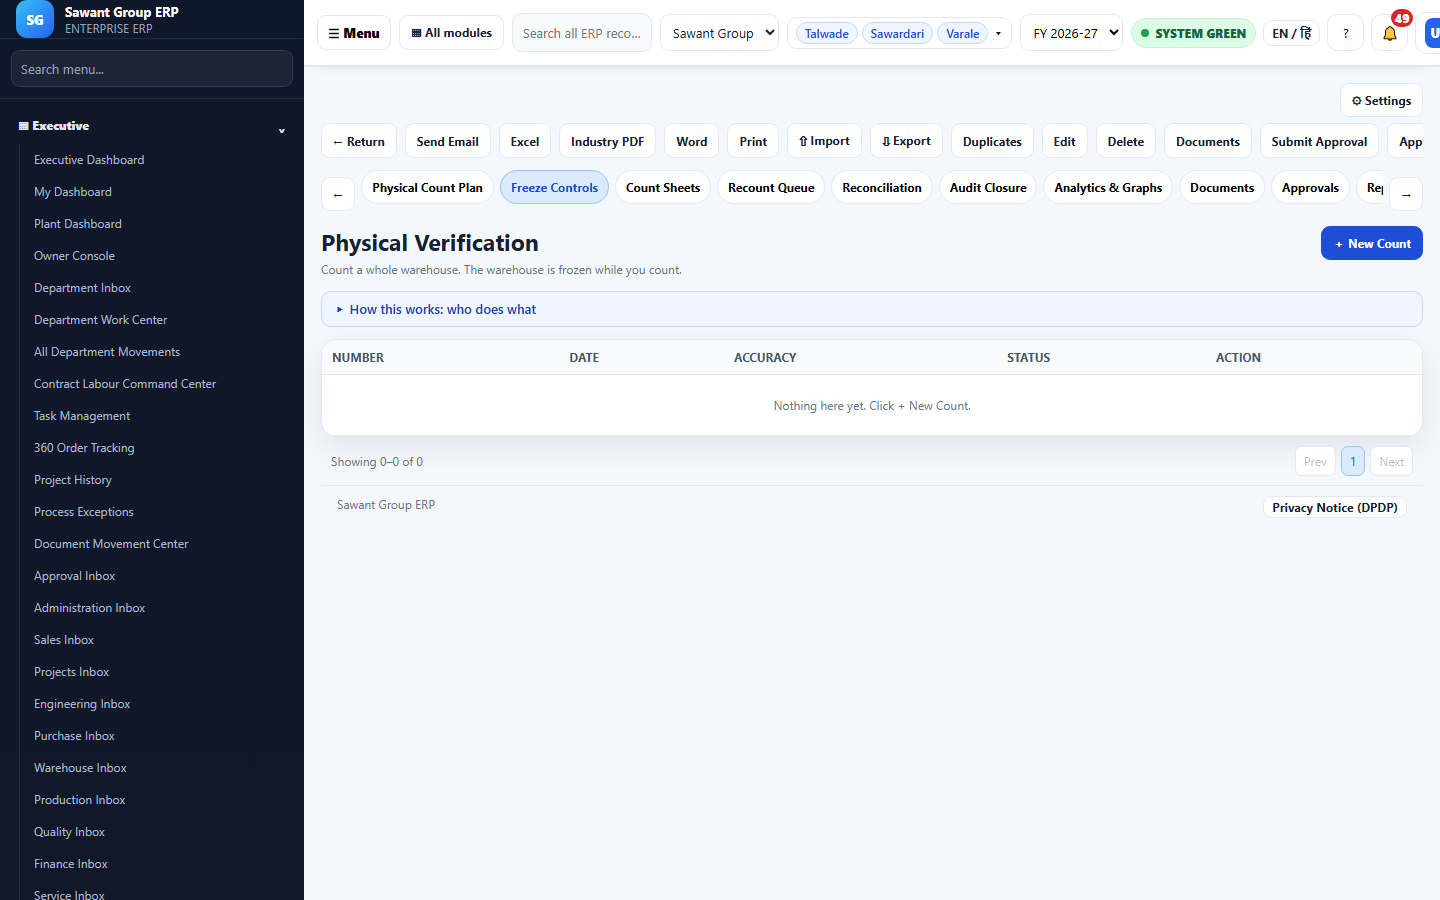 SG
Sawant Group ERP
ENTERPRISE ERP
Search menu...
Executive
Executive Dashboard
My Dashboard
Plant Dashboard
Owner Console
Department Inbox
Department Work Center
All Department Movements
Contract Labour Command Center
Task Management
360 Order Tracking
Project History
Process Exceptions
Document Movement Center
Approval Inbox
Administration Inbox
Sales Inbox
Projects Inbox
Engineering Inbox
Purchase Inbox
Warehouse Inbox
Production Inbox
Quality Inbox
Finance Inbox
Service Inbox
☰ Menu
All modules
Search all ERP reco...
Sawant Group
Talwade
Sawardari
Varale
FY 2026-27
SYSTEM GREEN
EN / हिं
?
49
U
⚙ Settings
← Return
Send Email
Excel
Industry PDF
Word
Print
⇧ Import
⇩ Export
Duplicates
Edit
Delete
Documents
Submit Approval
App
←
Physical Count Plan
Freeze Controls
Count Sheets
Recount Queue
Reconciliation
Audit Closure
Analytics & Graphs
Documents
Approvals
Rep
→
Physical Verification
+ New Count
Count a whole warehouse. The warehouse is frozen while you count.
▸ How this works: who does what
NUMBER DATE ACCURACY STATUS ACTION
Nothing here yet. Click + New Count.
Showing 0–0 of 0
Prev
1
Next
Sawant Group ERP
Privacy Notice (DPDP)